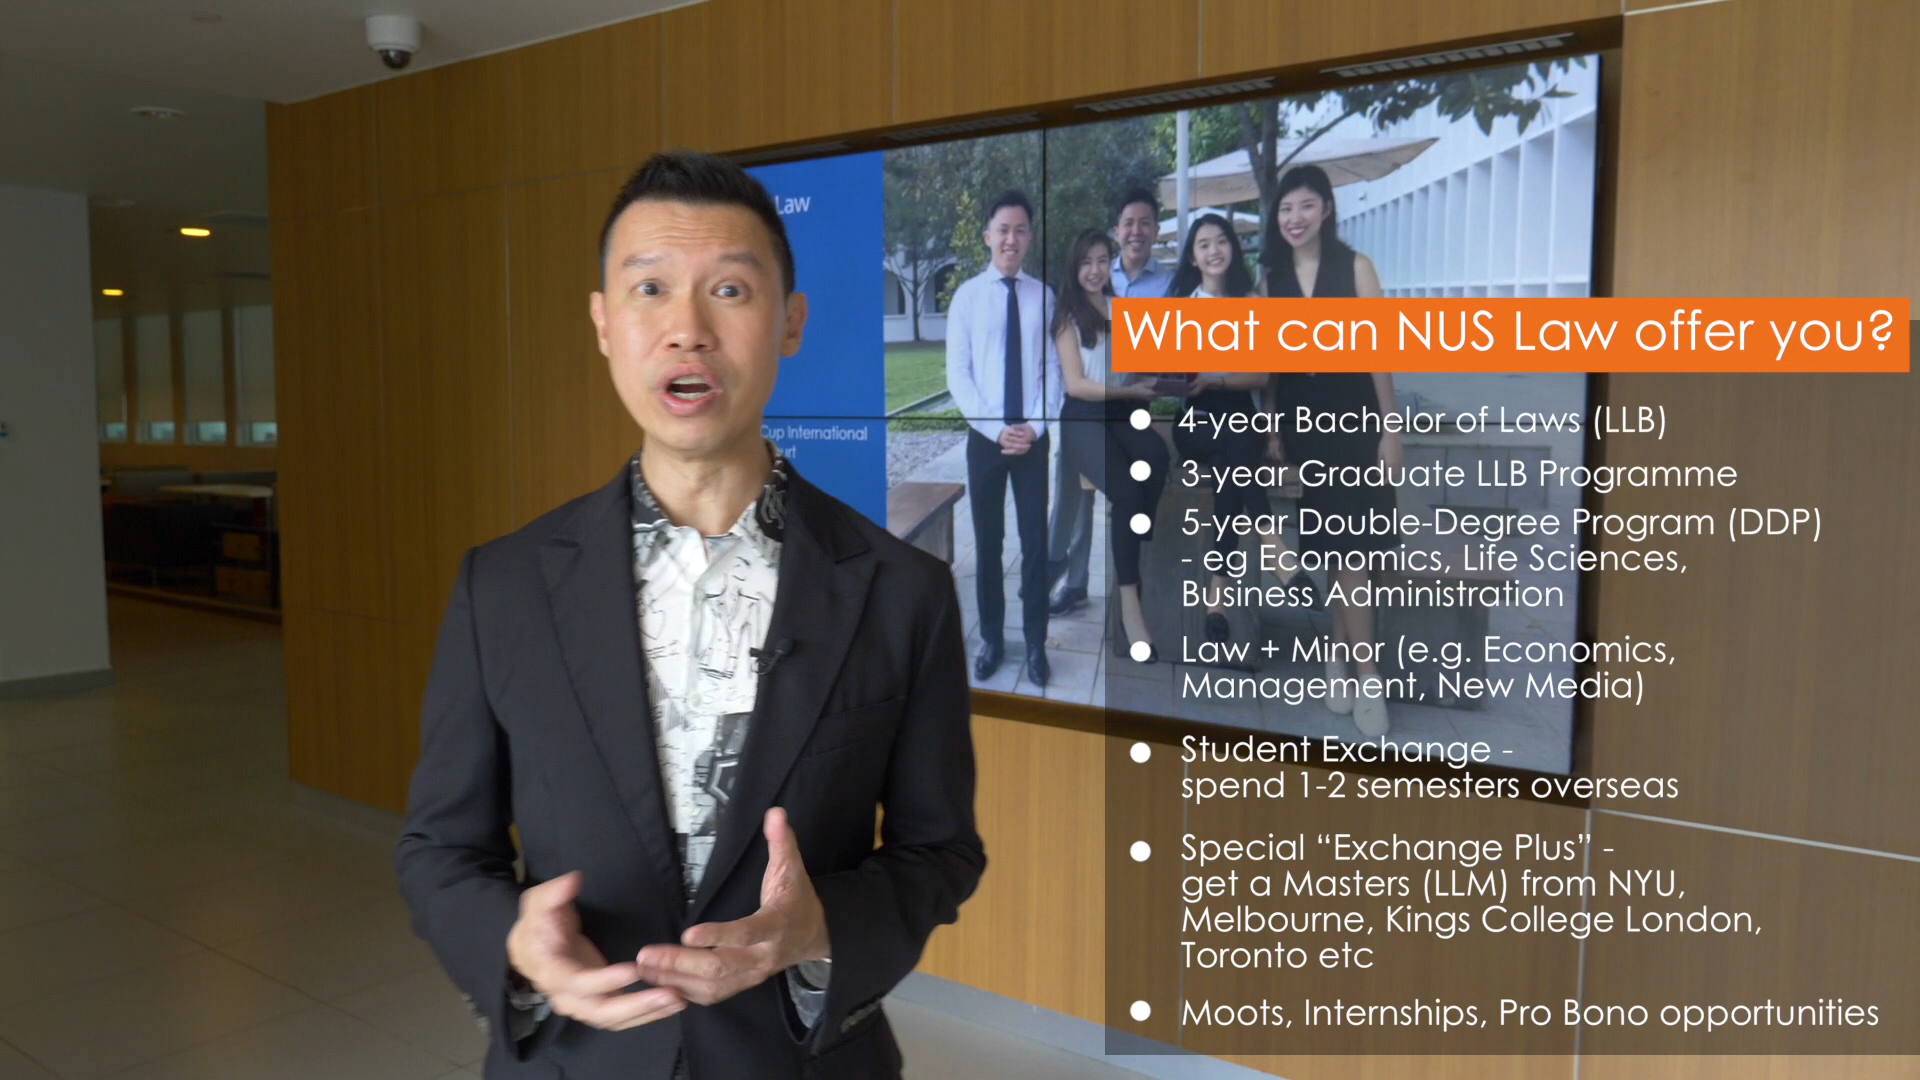 Law
Cup International
What can NUS Law offer you?
4-year Bachelor of Laws (LLB)
3-year Graduate LLB Programme
5-year Double-Degree Program (DDP)
- eg Economics, Life Sciences,
Business Administration
Law + Minor (e.g. Economics,
Management, New Media)
Student Exchange -
spend 1-2 semesters overseas
Special “Exchange Plus” -
get a Masters (LLM) from NYU,
Melbourne, Kings College London,
Toronto etc
Moots, Internships, Pro Bono opportunities